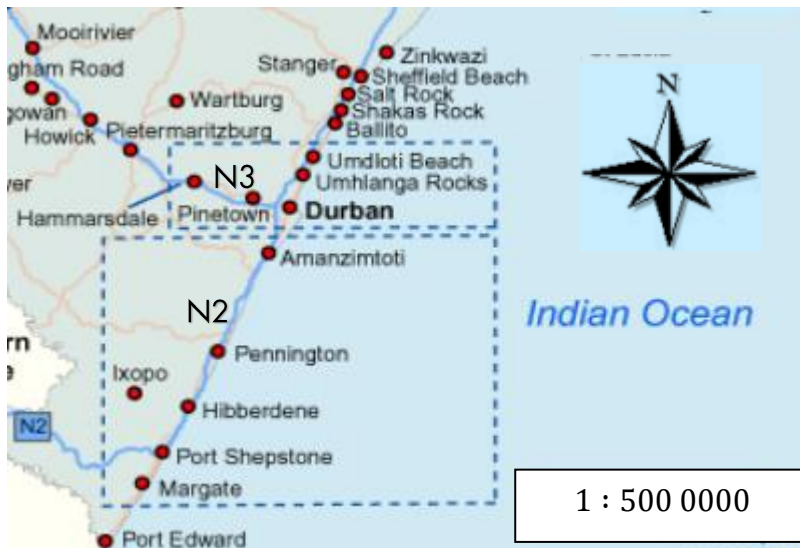 Mooirivier
Zinkwazi
Stanger
Sheffield Beach
gham Road
Salt Rock
Wartburg
Shakas Rock
gowan
Howick
Pietermaritzburg
Ballito
N
Umdloti Beach
N3
Umhlanga Rocks
wer
Hammarsdale
Pinetown
Durban
Amanzimtoti
N2
Indian Ocean
rn
e
Pennington
Ixopo
Hibberdene
N2
Port Shepstone
Margate
1 : 500 0000
Port Edward